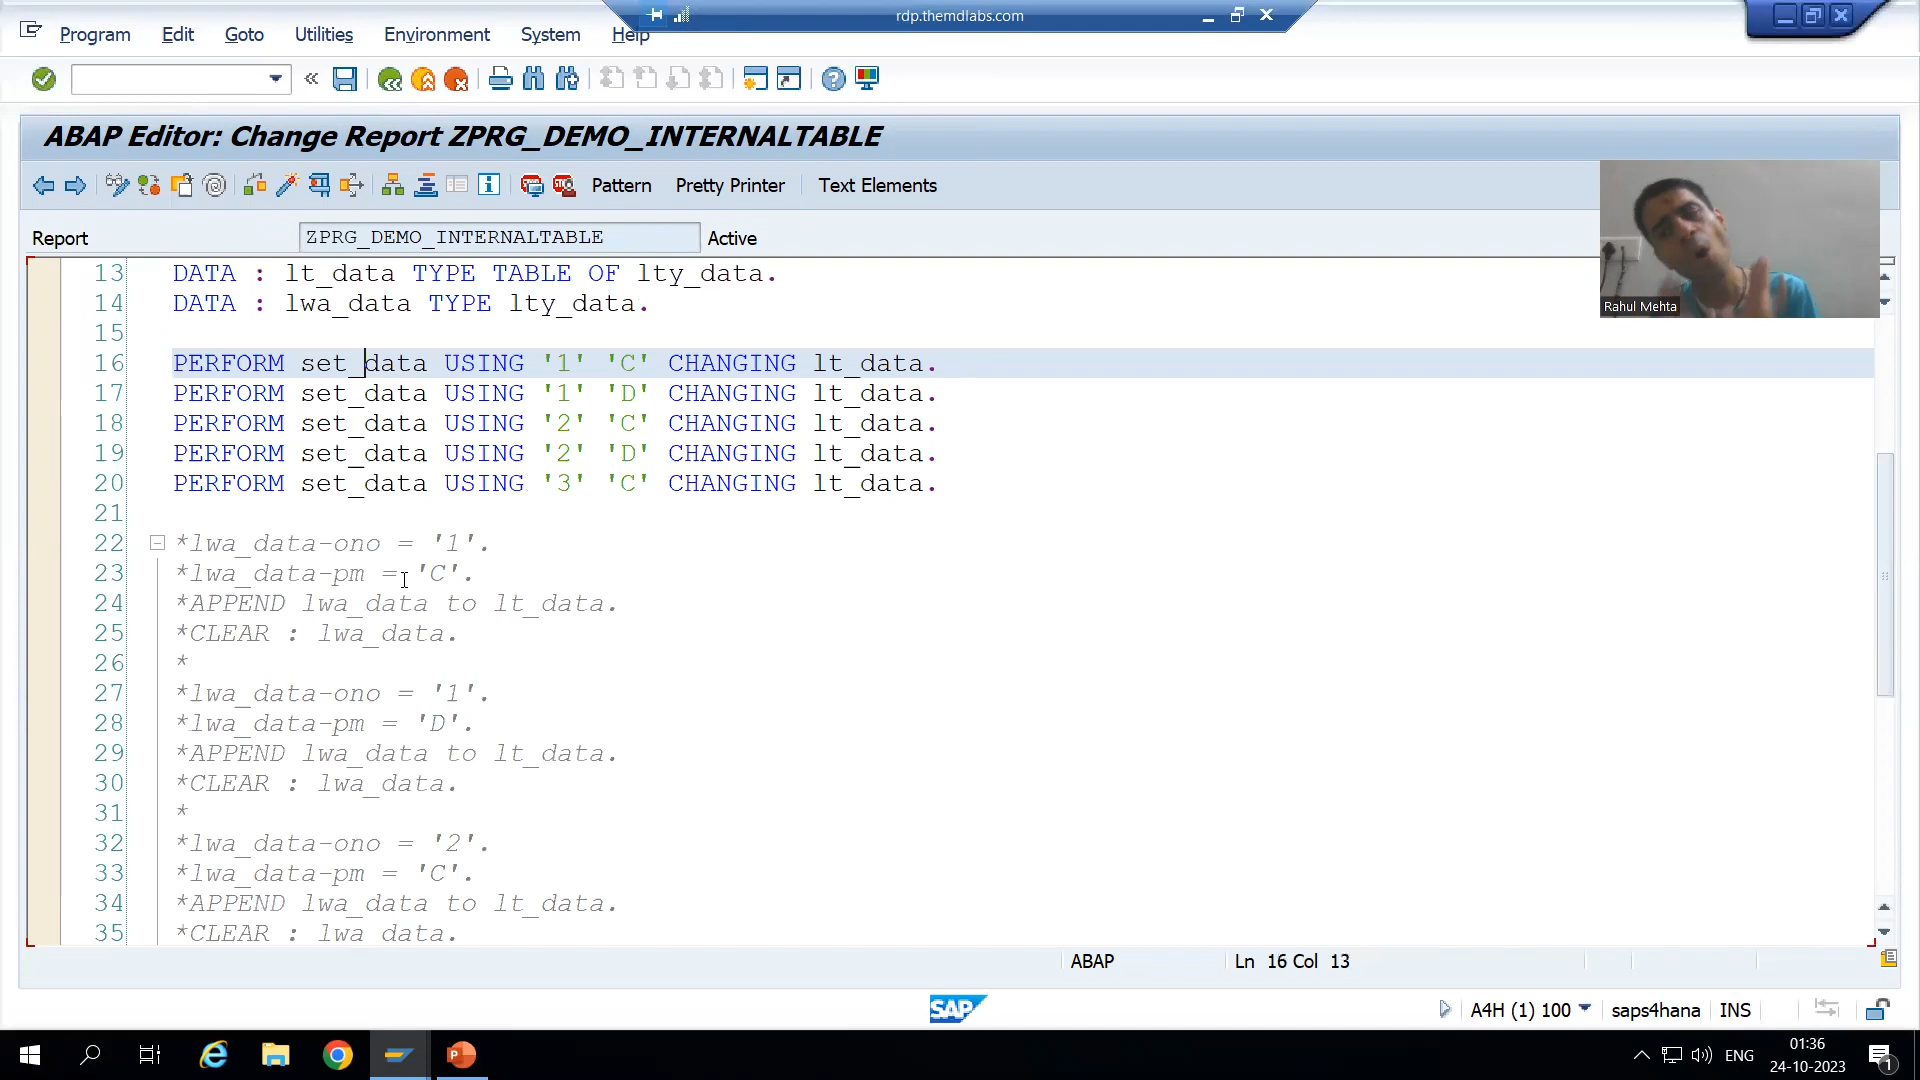 rdp.themdlabs.com
Program Edit Goto Utilities Environment System Help
ABAP Editor: Change Report ZPRG_DEMO_INTERNALTABLE
Pattern Pretty Printer Text Elements
Report ZPRG_DEMO_INTERNALTABLE Active
Rahul Mehta
13 DATA : lt_data TYPE TABLE OF lty_data.
14 DATA : lwa_data TYPE lty_data.
15
16 PERFORM set_data USING '1' 'C' CHANGING lt_data.
17 PERFORM set_data USING '1' 'D' CHANGING lt_data.
18 PERFORM set_data USING '2' 'C' CHANGING lt_data.
19 PERFORM set_data USING '2' 'D' CHANGING lt_data.
20 PERFORM set_data USING '3' 'C' CHANGING lt_data.
21
22 *lwa_data-ono = '1'.
23 *lwa_data-pm = 'C'.
24 *APPEND lwa_data to lt_data.
25 *CLEAR : lwa_data.
26 *
27 *lwa_data-ono = '1'.
28 *lwa_data-pm = 'D'.
29 *APPEND lwa_data to lt_data.
30 *CLEAR : lwa_data.
31 *
32 *lwa_data-ono = '2'.
33 *lwa_data-pm = 'C'.
34 *APPEND lwa_data to lt_data.
35 *CLEAR : lwa_data.
ABAP Ln 16 Col 13
SAP A4H (1) 100 saps4hana INS
ENG 01:36
24-10-2023
1